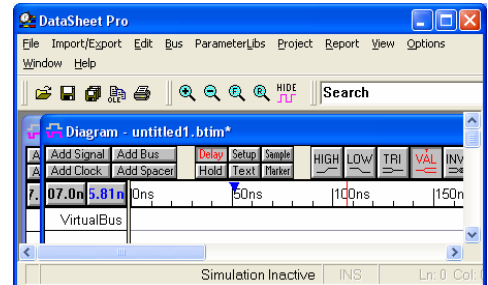 DataSheet Pro
File Import/Export Edit Bus ParameterLibs Project Report View Options
Window Help
HIDE Search
Diagram - untitled1.btim*
Add Signal Add Bus Delay Setup Sample HIGH LOW TRI VAL INV
Add Clock Add Spacer Hold Text Marker
7. 07.0n 5.81n 0ns 50ns 100ns 150n
VirtualBus
Simulation Inactive INS Ln: 0 Col: